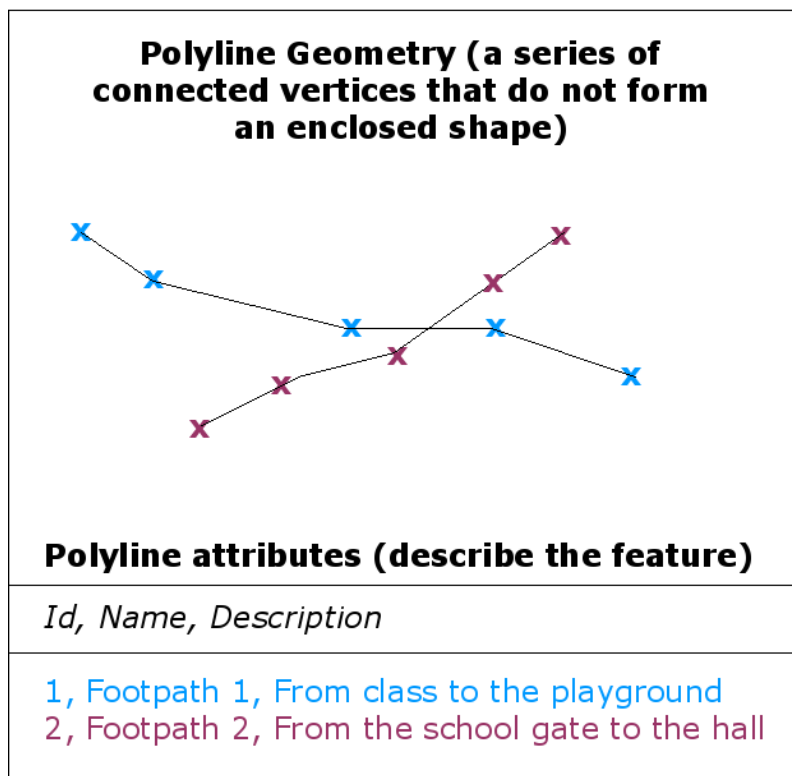 Polyline Geometry (a series of
connected vertices that do not form
an enclosed shape)
x
x
x
x
x
x
x
x
x
x
Polyline attributes (describe the feature)
Id, Name, Description
1, Footpath 1, From class to the playground
2, Footpath 2, From the school gate to the hall